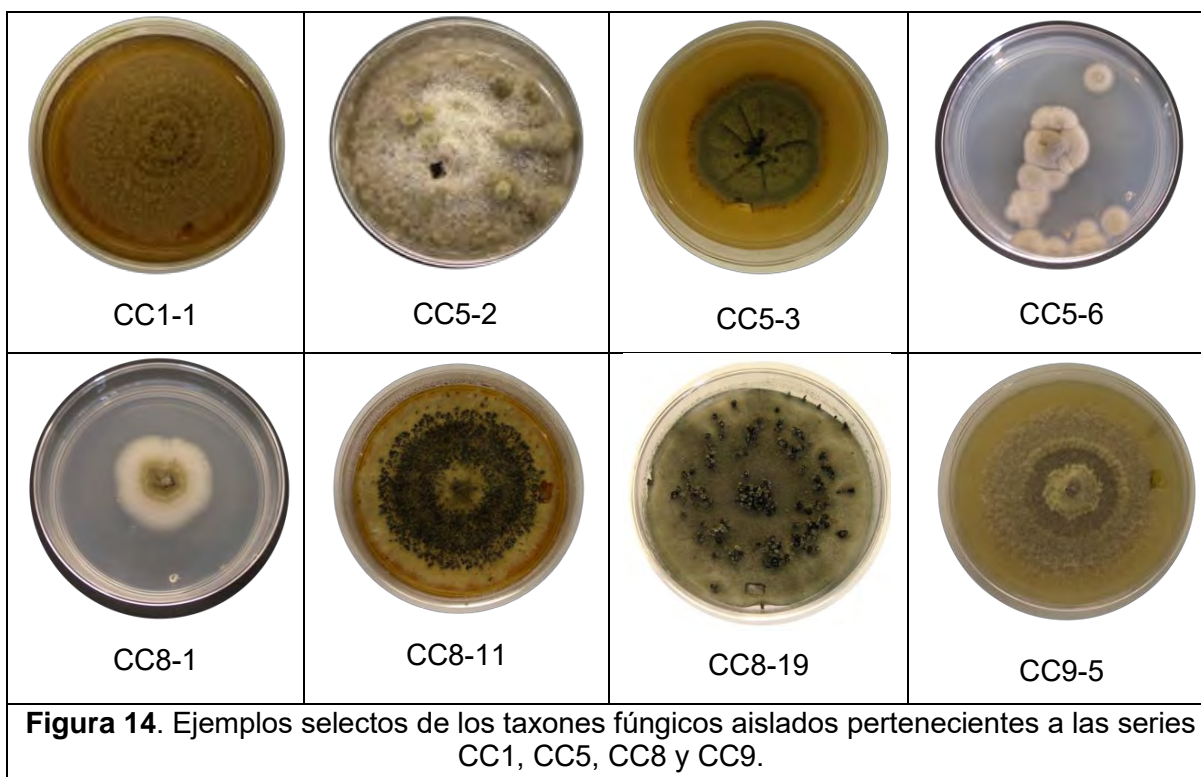 CC1-1
CC5-2
CC5-3
CC5-6
CC8-1
CC8-11
CC8-19
CC9-5
Figura 14. Ejemplos selectos de los taxones fúngicos aislados pertenecientes a las series
CC1, CC5, CC8 y CC9.